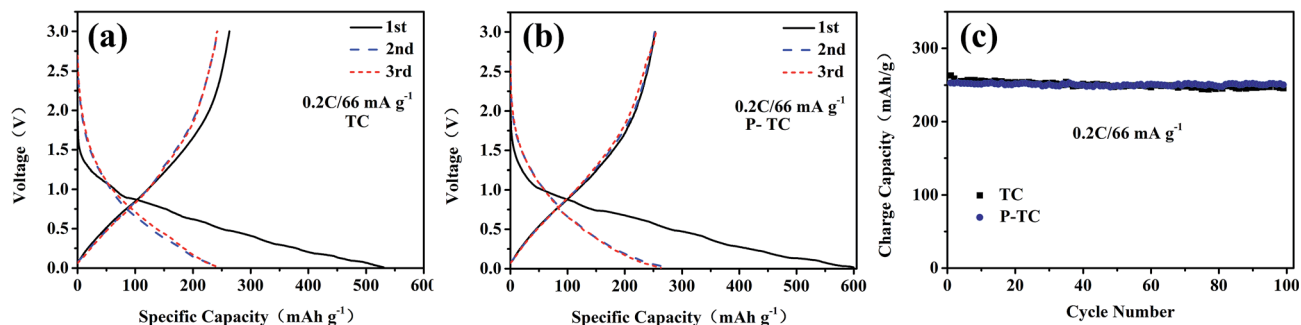 (a)
1st
2nd
3rd
0.2C/66 mA g-1
TC
3.0
2.5
2.0
1.5
1.0
0.5
0.0
Voltage（V）
0 100 200 300 400 500 600
Specific Capacity（mAh g-1）
(b)
1st
2nd
3rd
0.2C/66 mA g-1
P- TC
3.0
2.5
2.0
1.5
1.0
0.5
0.0
Voltage（V）
0 100 200 300 400 500 600
Specific Capacity（mAh g-1）
(c)
300
250
200
150
100
50
0
Charge Capacity（mAh/g）
0.2C/66 mA g-1
TC
P-TC
0 20 40 60 80 100
Cycle Number